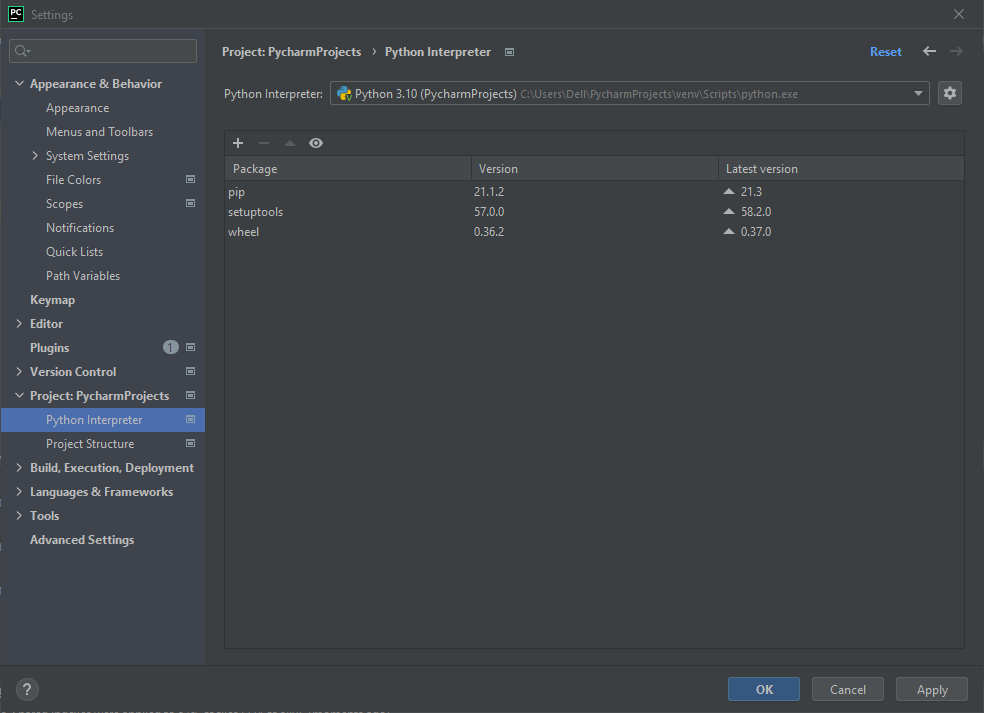 PC Settings
Project: PycharmProjects › Python Interpreter Reset
Python Interpreter: Python 3.10 (PycharmProjects) C:\Users\Dell\PycharmProjects\venv\Scripts\python.exe
Appearance & Behavior
Appearance
Menus and Toolbars
System Settings
File Colors
Scopes
Notifications
Quick Lists
Path Variables
Keymap
Editor
Plugins 1
Version Control
Project: PycharmProjects
Python Interpreter
Project Structure
Build, Execution, Deployment
Languages & Frameworks
Tools
Advanced Settings
Package Version Latest version
pip 21.1.2 21.3
setuptools 57.0.0 58.2.0
wheel 0.36.2 0.37.0
? OK Cancel Apply